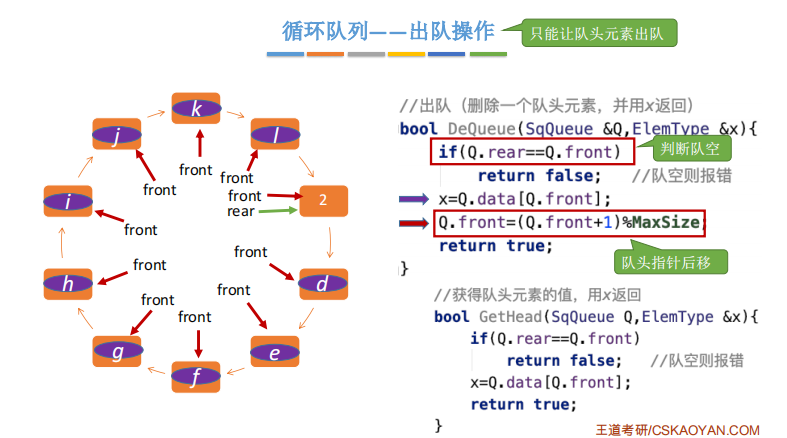 循环队列——出队操作
只能让队头元素出队
k
l
2
d
e
f
g
h
i
j
front
front
front
rear
front
front
front
front
front
front
front
//出队（删除一个队头元素，并用x返回）
bool DeQueue(SqQueue &Q,ElemType &x){
if(Q.rear==Q.front)
判断队空
return false; //队空则报错
x=Q.data[Q.front];
Q.front=(Q.front+1)%MaxSize;
return true;
队头指针后移
}
//获得队头元素的值，用x返回
bool GetHead(SqQueue Q,ElemType &x){
if(Q.rear==Q.front)
return false; //队空则报错
x=Q.data[Q.front];
return true;
}
王道考研/CSKAOYAN.COM